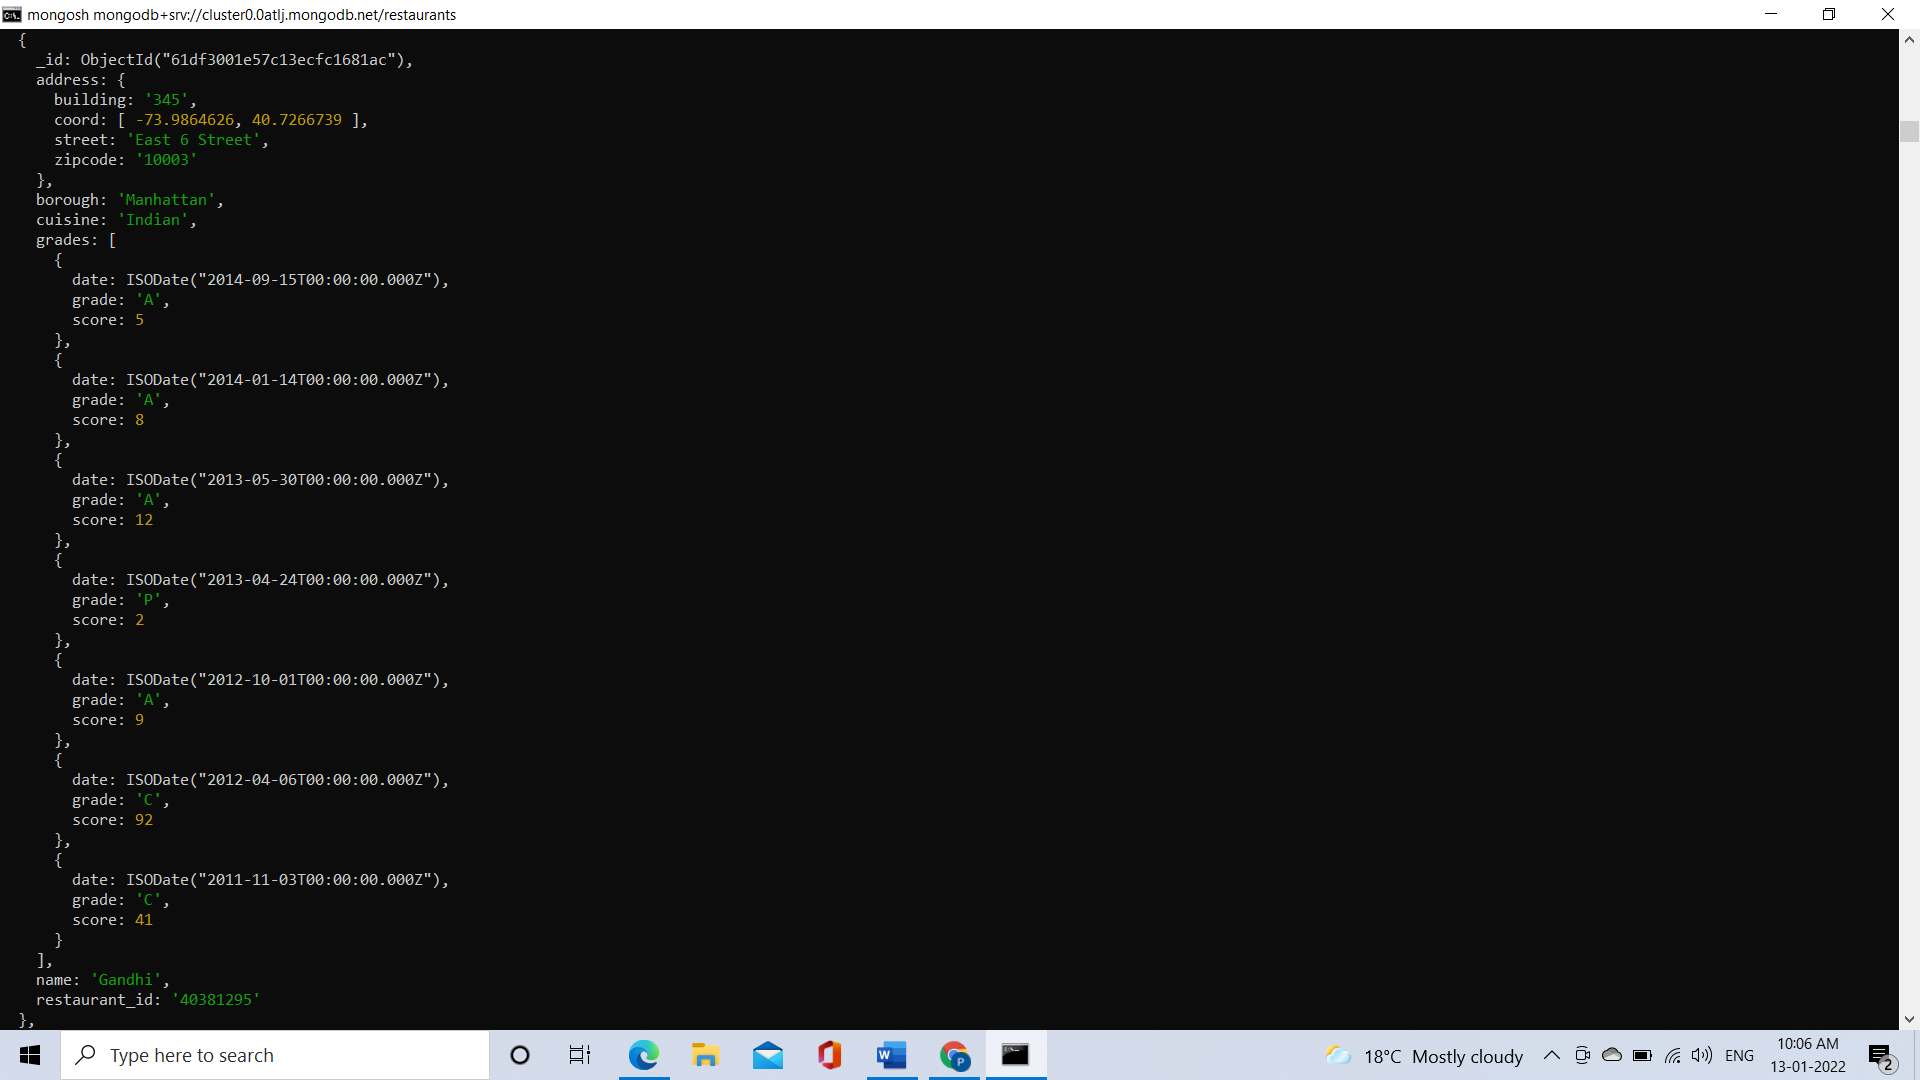 mongosh mongodb+srv://cluster0.0atlj.mongodb.net/restaurants
{
_id: ObjectId("61df3001e57c13ecfc1681ac"),
address: {
building: '345',
coord: [ -73.9864626, 40.7266739 ],
street: 'East 6 Street',
zipcode: '10003'
},
borough: 'Manhattan',
cuisine: 'Indian',
grades: [
{
date: ISODate("2014-09-15T00:00:00.000Z"),
grade: 'A',
score: 5
},
{
date: ISODate("2014-01-14T00:00:00.000Z"),
grade: 'A',
score: 8
},
{
date: ISODate("2013-05-30T00:00:00.000Z"),
grade: 'A',
score: 12
},
{
date: ISODate("2013-04-24T00:00:00.000Z"),
grade: 'P',
score: 2
},
{
date: ISODate("2012-10-01T00:00:00.000Z"),
grade: 'A',
score: 9
},
{
date: ISODate("2012-04-06T00:00:00.000Z"),
grade: 'C',
score: 92
},
{
date: ISODate("2011-11-03T00:00:00.000Z"),
grade: 'C',
score: 41
}
],
name: 'Gandhi',
restaurant_id: '40381295'
},
Type here to search
18°C Mostly cloudy
ENG
10:06 AM
13-01-2022
2